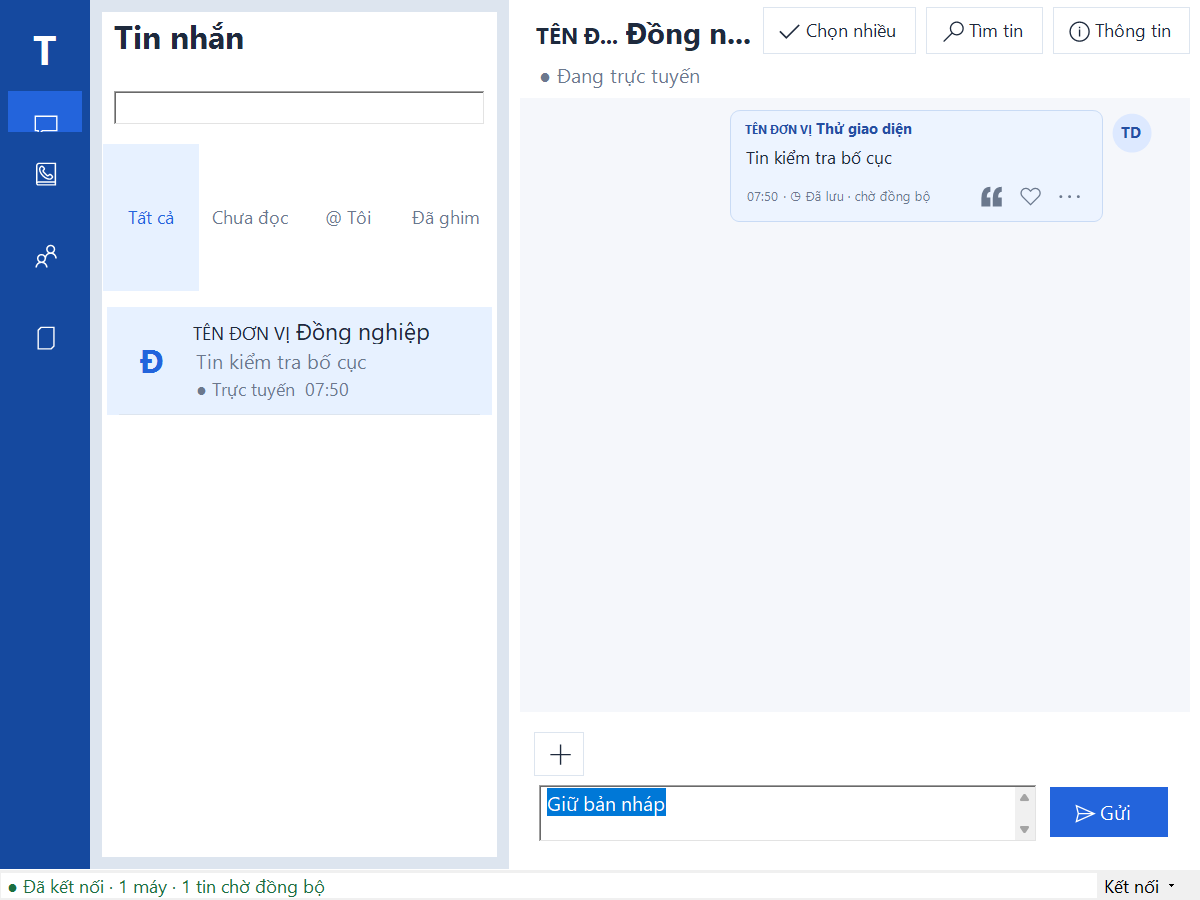 T
Tin nhắn
Tất cả
Chưa đọc
@ Tôi
Đã ghim
Đ
TÊN ĐƠN VỊ Đồng nghiệp
Tin kiểm tra bố cục
● Trực tuyến 07:50
TÊN Đ... Đồng n...
Chọn nhiều
Tìm tin
Thông tin
● Đang trực tuyến
TÊN ĐƠN VỊ Thử giao diện
TD
Tin kiểm tra bố cục
07:50 · ◷ Đã lưu · chờ đồng bộ
Giữ bản nháp
Gửi
● Đã kết nối · 1 máy · 1 tin chờ đồng bộ
Kết nối